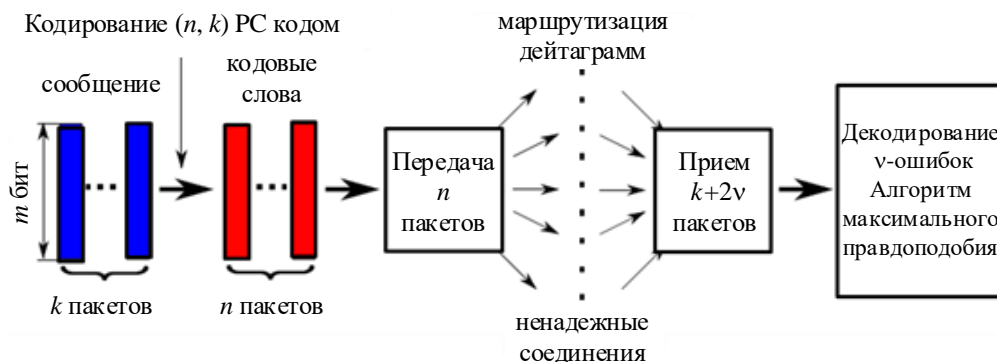 Кодирование (n, k) РС кодом
сообщение
кодовые
слова
m бит
k пакетов
n пакетов
Передача
n
пакетов
маршрутизация
дейтаграмм
ненадежные
соединения
Прием
k+2ν
пакетов
Декодирование
ν-ошибок
Алгоритм
максимального
правдоподобия